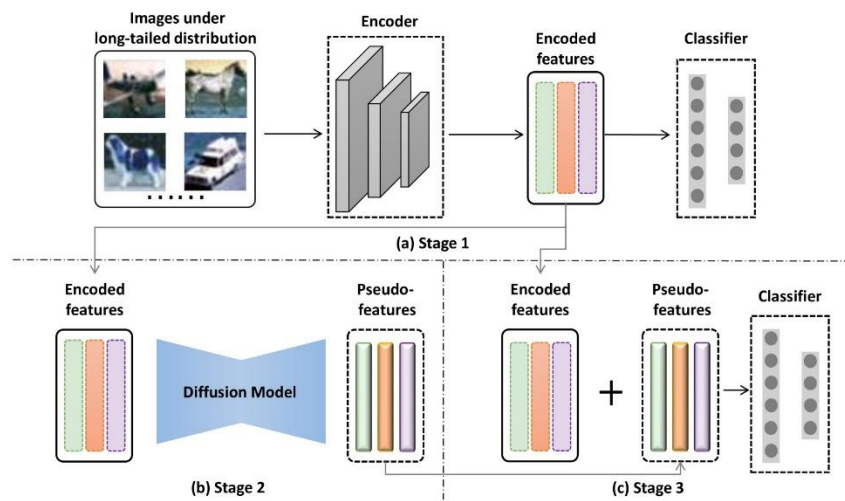 Images under
long-tailed distribution
Encoder
Encoded
features
Classifier
......
(a) Stage 1
Encoded
features
Diffusion Model
Pseudo-
features
(b) Stage 2
Encoded
features
+
Pseudo-
features
Classifier
(c) Stage 3